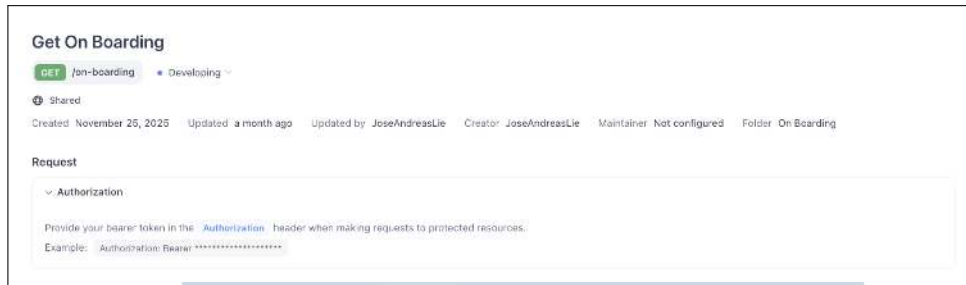 Get On Boarding
GET /on-boarding Developing
Shared
Created November 25, 2025 Updated a month ago Updated by JoseAndreasLie Creator JoseAndreasLie Maintainer Not configured Folder On Boarding
Request
Authorization
Provide your bearer token in the Authorization header when making requests to protected resources.
Example: Authorization: Bearer ********************